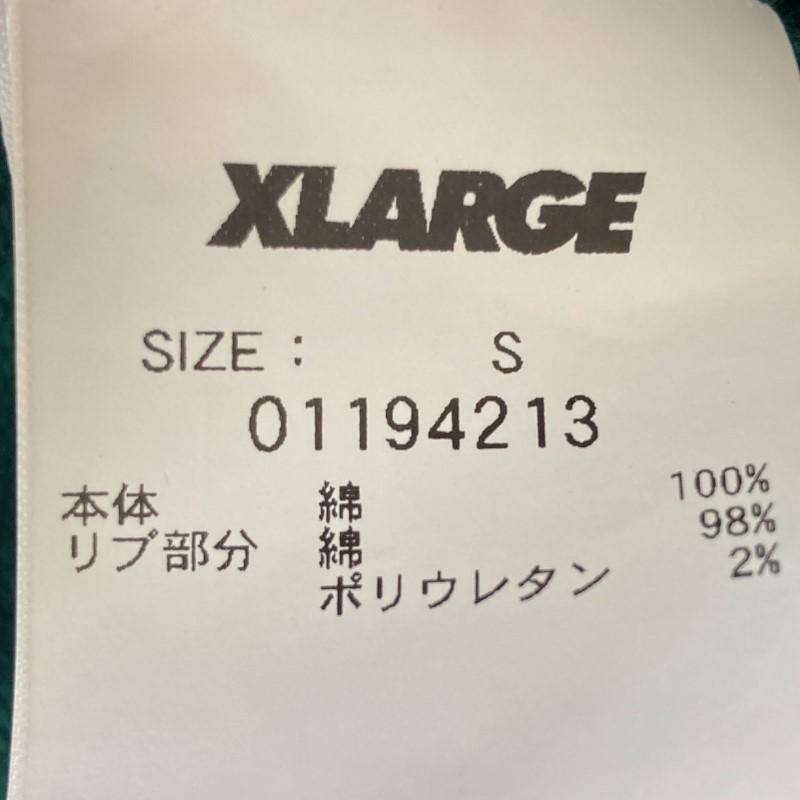 XLARGE
SIZE : S
01194213
本体 綿 100%
リブ部分 綿 98%
ポリウレタン 2%